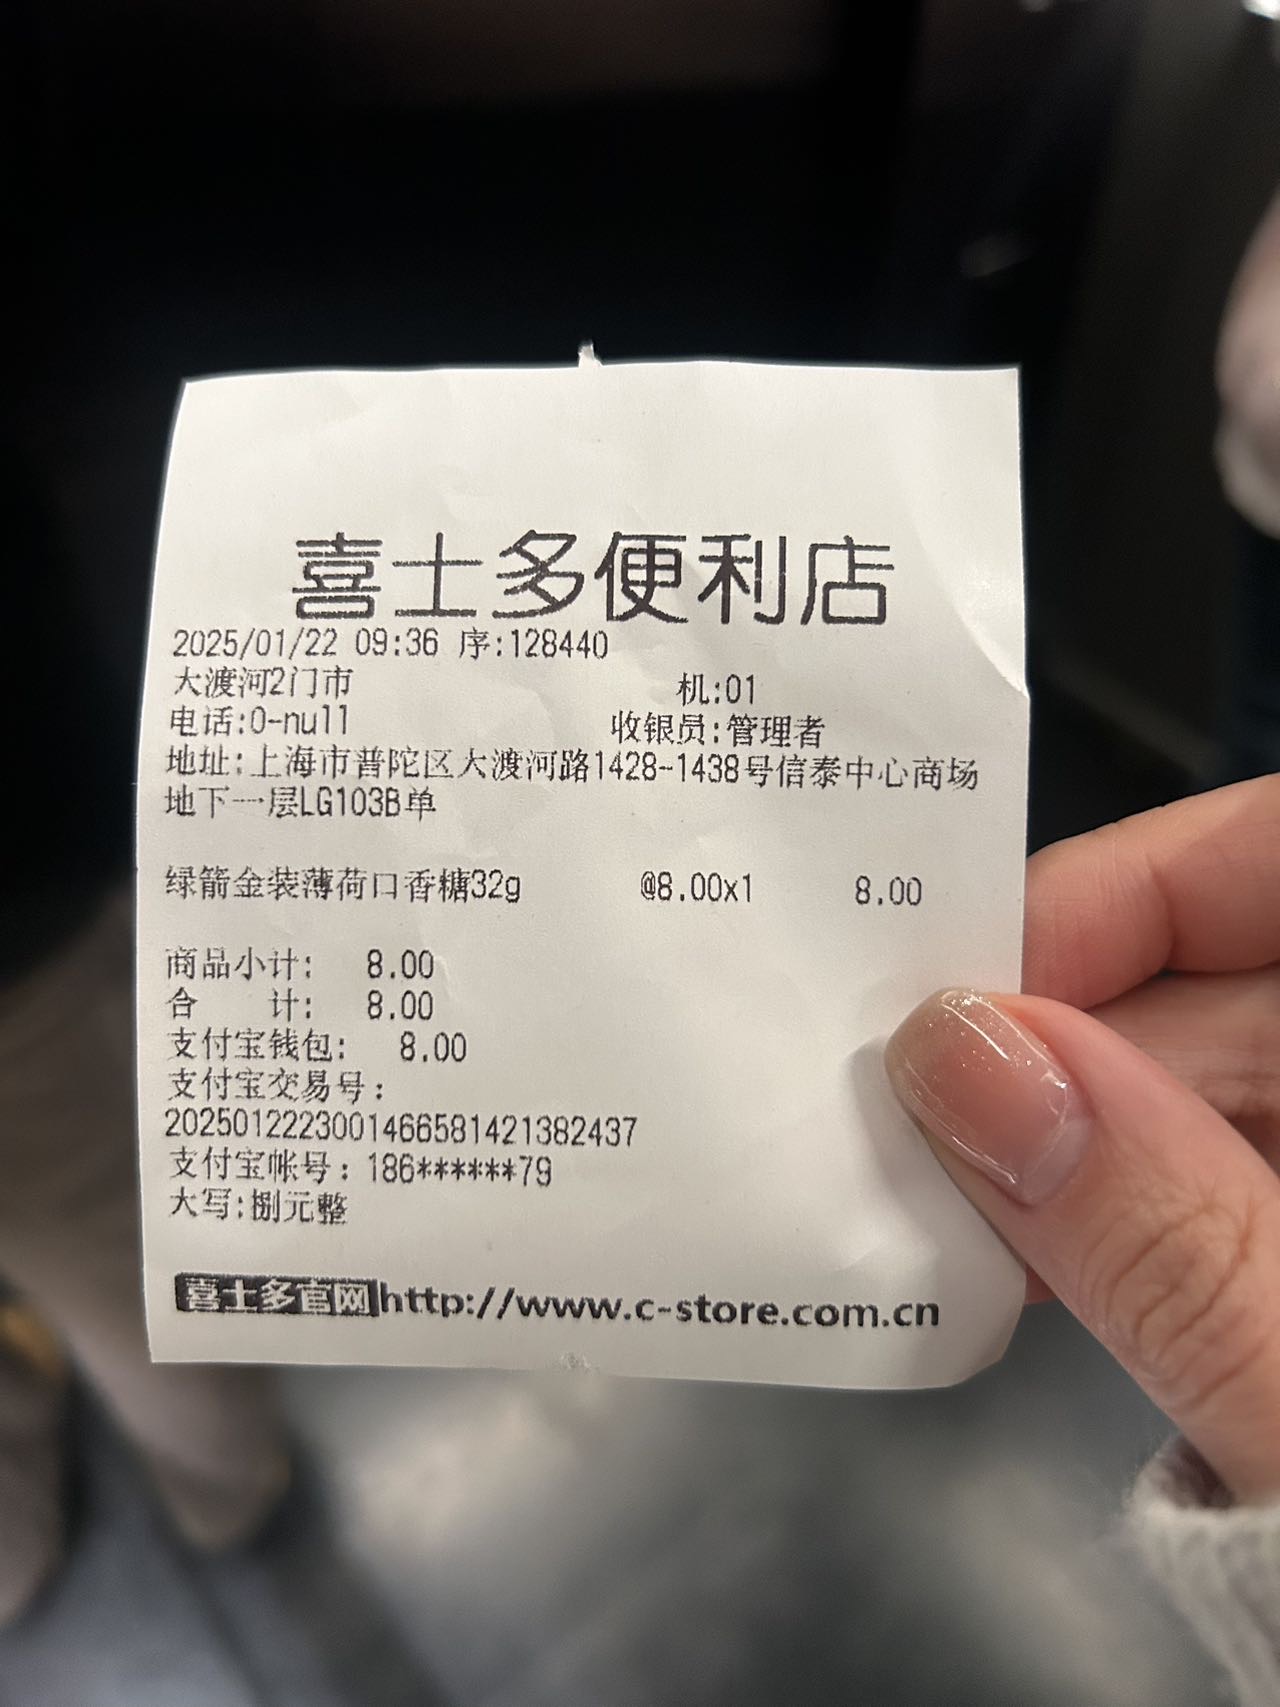 喜士多便利店
2025/01/22 09:36 序:128440
大渡河2门市 机:01
电话:0-null 收银员:管理者
地址:上海市普陀区大渡河路1428-1438号信泰中心商场
地下一层LG103B单
绿箭金装薄荷口香糖32g @8.00x1 8.00
商品小计: 8.00
合 计: 8.00
支付宝钱包: 8.00
支付宝交易号:
2025012223001466581421382437
支付宝帐号:186******79
大写:捌元整
喜士多官网http://www.c-store.com.cn